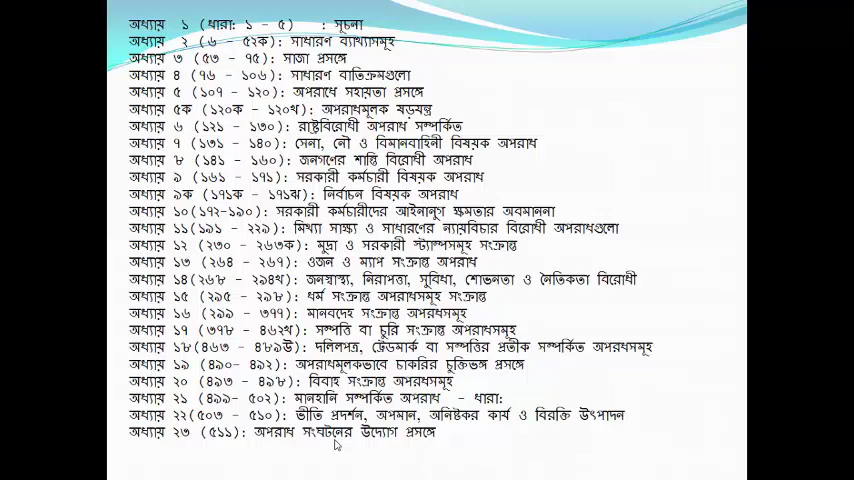 অধ্যায় ১ (ধারা: ১ – ৫) : সূচনা
অধ্যায় ২ (৬ – ৫২ক) : সাধারণ ব্যাখ্যাসমূহ
অধ্যায় ৩ (৫৩ – ৭৫): সাজা প্রসঙ্গে
অধ্যায় ৪ (৭৬ – ১০৬): সাধারণ ব্যতিক্রমগুলো
অধ্যায় ৫ (১০৭ – ১২০): অপরাধে সহায়তা প্রসঙ্গে
অধ্যায় ৫ক (১২০ক – ১২০খ): অপরাধমূলক ষড়যন্ত্র
অধ্যায় ৬ (১২১ – ১৩০): রাষ্ট্রবিরোধী অপরাধ সম্পর্কিত
অধ্যায় ৭ (১৩১ – ১৪০): সেনা, নৌ ও বিমানবাহিনী বিষয়ক অপরাধ
অধ্যায় ৮ (১৪১ – ১৬০): জনগণের শান্তি বিরোধী অপরাধ
অধ্যায় ৯ (১৬১ – ১৭১): সরকারী কর্মচারী বিষয়ক অপরাধ
অধ্যায় ৯ক (১৭১ক – ১৭১ঝ): নির্বাচন বিষয়ক অপরাধ
অধ্যায় ১০(১৭২–১৯০): সরকারী কর্মচারীদের আইনানুগ ক্ষমতার অবমাননা
অধ্যায় ১১(১৯১ – ২২৯): মিথ্যা সাক্ষ্য ও সাধারণের ন্যায়বিচার বিরোধী অপরাধগুলো
অধ্যায় ১২ (২৩০ – ২৬৩ক): মুদ্রা ও সরকারী স্ট্যাম্পসমূহ সংক্রান্ত
অধ্যায় ১৩ (২৬৪ – ২৬৭): ওজন ও ম্যাপ সংক্রান্ত অপরাধ
অধ্যায় ১৪(২৬৮ – ২৯৪খ): জনস্বাস্থ্য, নিরাপত্তা, সুবিধা, শোভনতা ও নৈতিকতা বিরোধী
অধ্যায় ১৫ (২৯৫ – ২৯৮): ধর্ম সংক্রান্ত অপরাধসমূহ সংক্রান্ত
অধ্যায় ১৬ (২৯৯ – ৩৭৭): মানবদেহ সংক্রান্ত অপরধসমূহ
অধ্যায় ১৭ (৩৭৮ – ৪৬২খ): সম্পত্তি বা চুরি সংক্রান্ত অপরাধসমূহ
অধ্যায় ১৮(৪৬৩ – ৪৮৯ঙ): দলিলপত্র, ট্রেডমার্ক বা সম্পত্তির প্রতীক সম্পর্কিত অপরধসমূহ
অধ্যায় ১৯ (৪৯০– ৪৯২): অপরাধমূলকভাবে চাকরির চুক্তিভঙ্গ প্রসঙ্গে
অধ্যায় ২০ (৪৯৩ – ৪৯৮): বিবাহ সংক্রান্ত অপরধসমূহ
অধ্যায় ২১ (৪৯৯– ৫০২): মানহানি সম্পর্কিত অপরাধ – ধারা:
অধ্যায় ২২(৫০৩ – ৫১০): ভীতি প্রদর্শন, অপমান, অনিষ্টকর কার্য ও বিরক্তি উৎপাদন
অধ্যায় ২৩ (৫১১): অপরাধ সংঘটনের উদ্যোগ প্রসঙ্গে